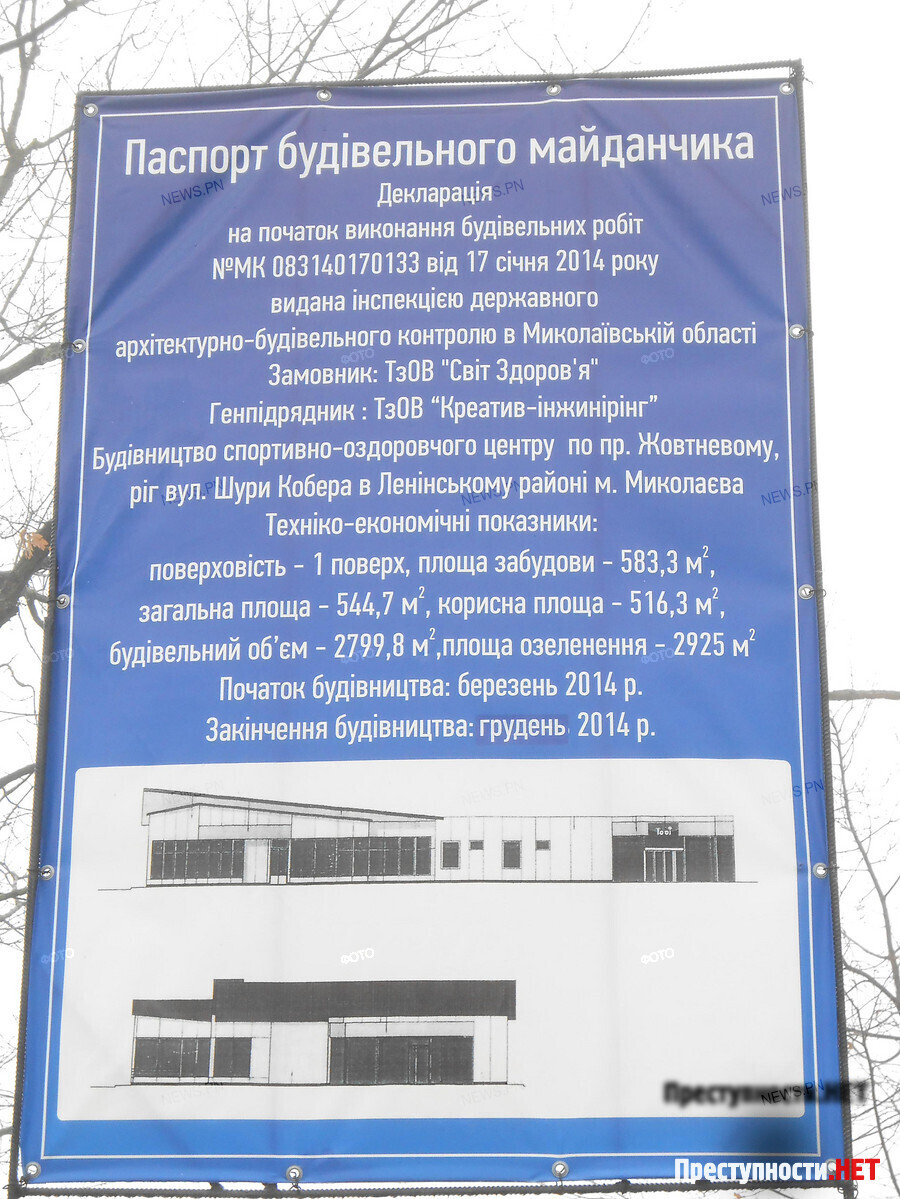 Паспорт будівельного майданчика
Декларація
на початок виконання будівельних робіт
№МК 083140170133 від 17 січня 2014 року
видана інспекцією державного
архітектурно-будівельного контролю в Миколаївській області
Замовник: ТзОВ "Світ Здоров'я"
Генпідрядник : ТзОВ “Креатив-інжинірінг”
Будівництво спортивно-оздоровчого центру по пр. Жовтневому,
ріг вул. Шури Кобера в Ленінському районі м. Миколаєва
Техніко-економічні показники:
поверховість - 1 поверх, площа забудови - 583,3 м²,
загальна площа - 544,7 м², корисна площа - 516,3 м²,
будівельний об’єм - 2799,8 м²,площа озеленення - 2925 м²
Початок будівництва: березень 2014 р.
Закінчення будівництва: грудень 2014 р.
NEWS.PN
ФОТО
Преступности.НЕТ